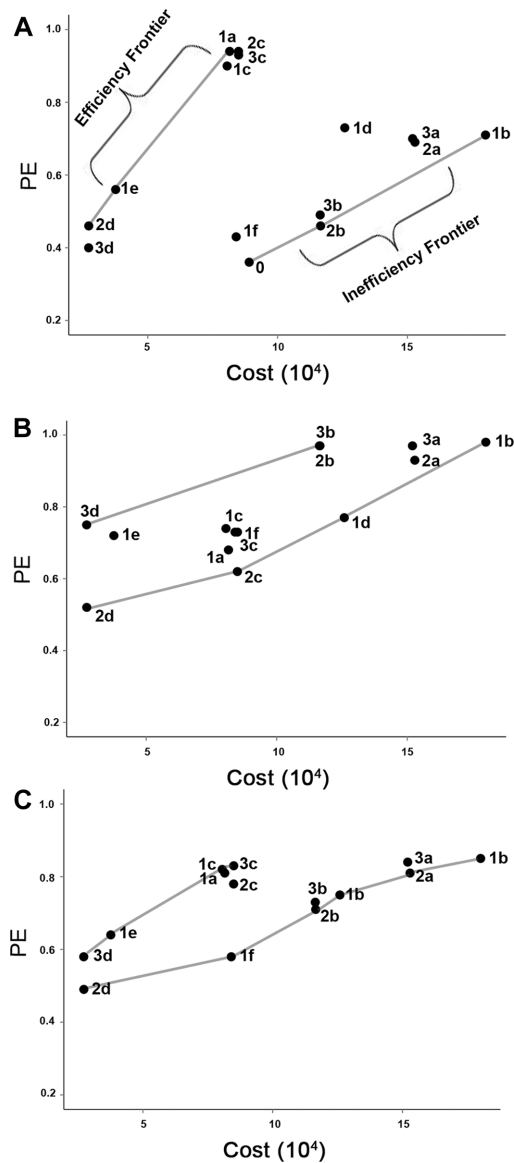 A
1.0
0.8
0.6
0.4
0.2
PE
5
10
15
Cost (10⁴)
Efficiency Frontier
Inefficiency Frontier
1a
2c
3c
1c
1d
3a
2a
1b
1e
2d
3d
1f
0
3b
2b
B
1.0
0.8
0.6
0.4
0.2
PE
5
10
15
Cost (10⁴)
3b
2b
3a
2a
1b
3d
1e
1c
1f
3c
1a
2c
1d
2d
C
1.0
0.8
0.6
0.4
0.2
PE
5
10
15
Cost (10⁴)
1c
3c
1a
2c
3a
1b
2a
3b
1b
2b
1e
3d
1f
2d